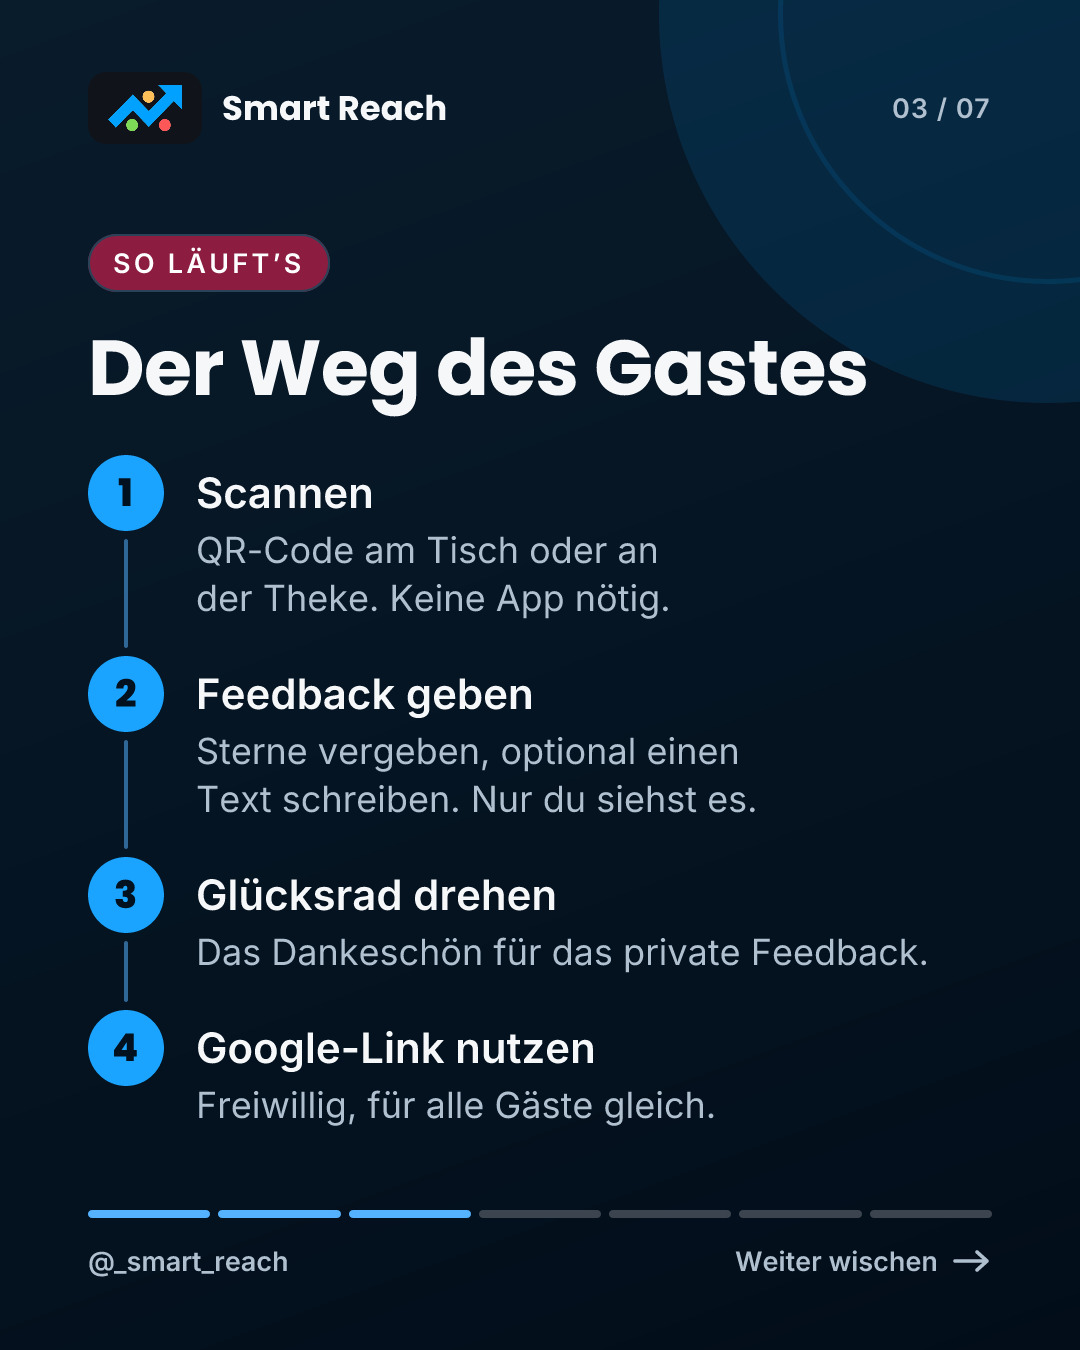 Smart Reach
03 / 07
SO LÄUFT’S
Der Weg des Gastes
1
Scannen
QR-Code am Tisch oder an
der Theke. Keine App nötig.
2
Feedback geben
Sterne vergeben, optional einen
Text schreiben. Nur du siehst es.
3
Glücksrad drehen
Das Dankeschön für das private Feedback.
4
Google-Link nutzen
Freiwillig, für alle Gäste gleich.
@_smart_reach
Weiter wischen →